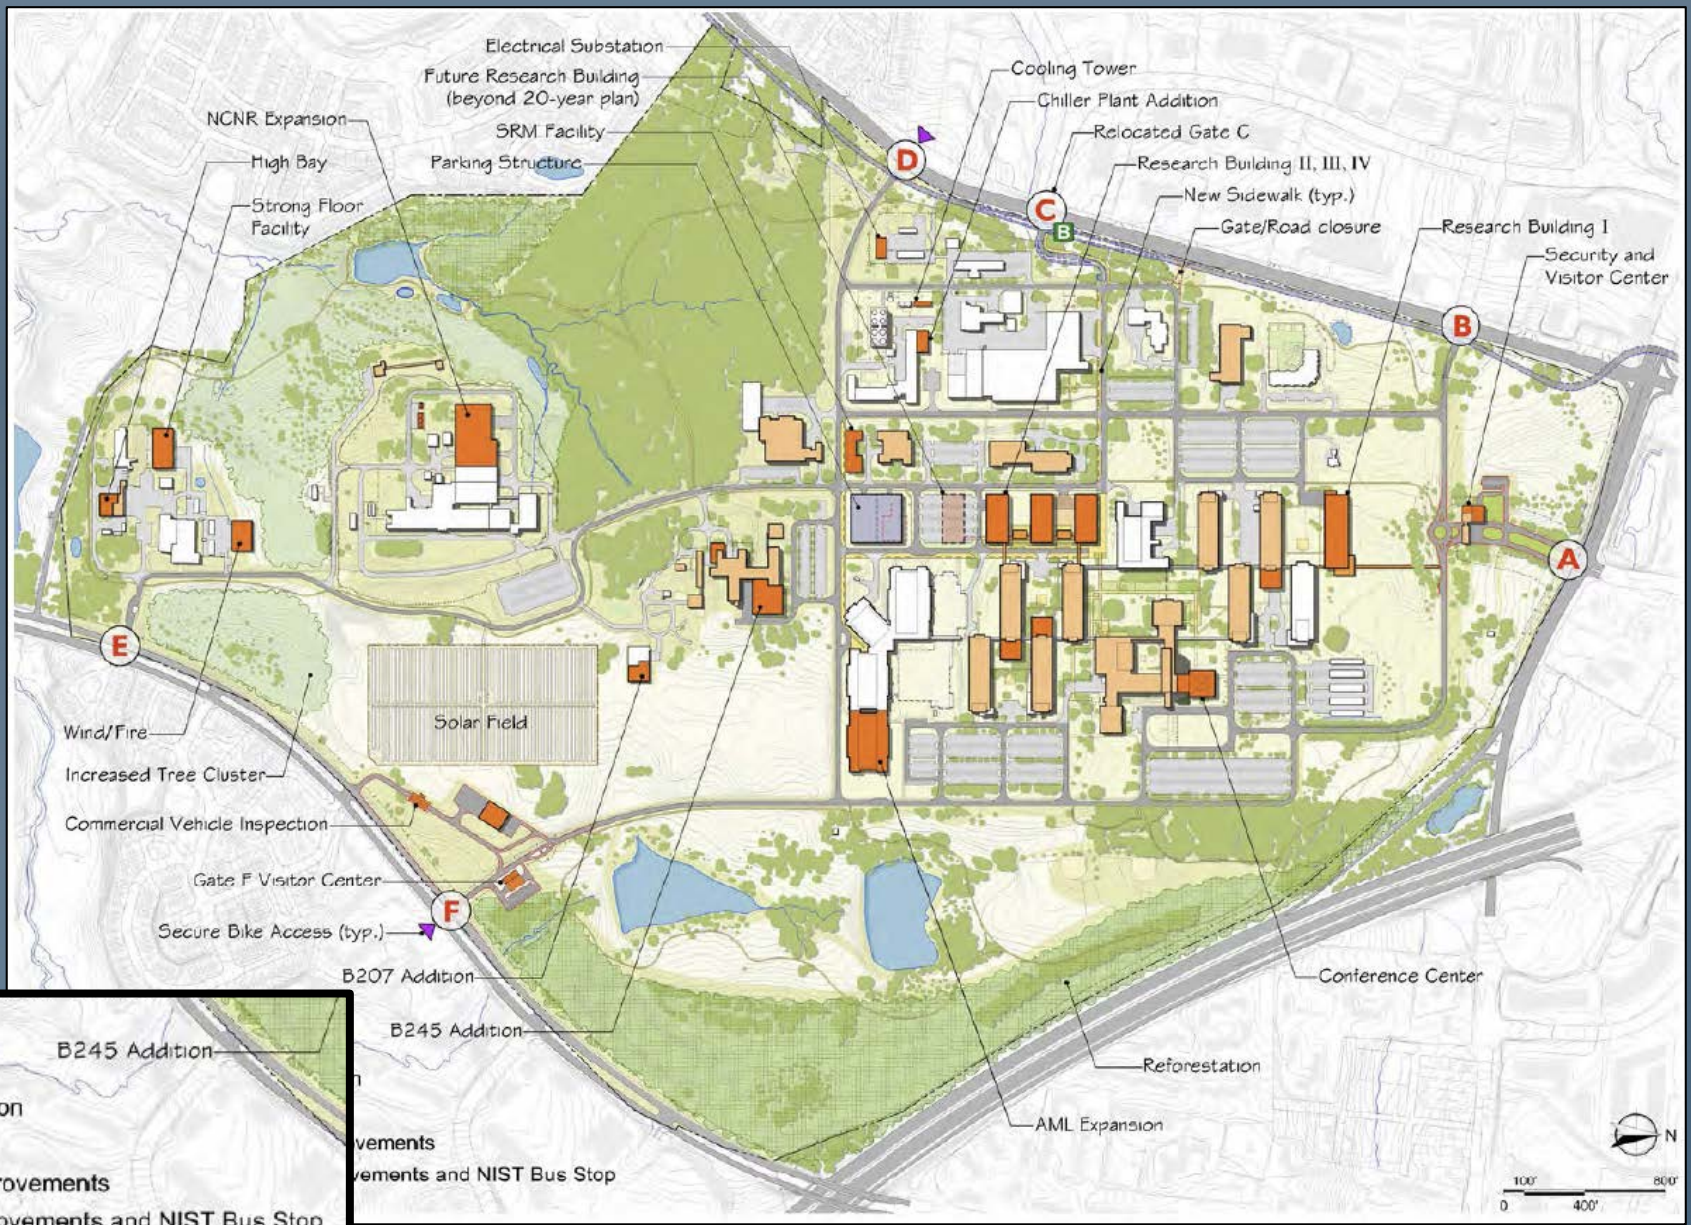 Electrical Substation
Future Research Building
(beyond 20-year plan)
SRM Facility
Parking Structure
NCNR Expansion
High Bay
Strong Floor
Facility
Cooling Tower
Chiller Plant Addition
Relocated Gate C
Research Building II, III, IV
New Sidewalk (typ.)
Gate/Road closure
Research Building I
Security and
Visitor Center
D
C
B
B
A
E
F
Solar Field
Wind/Fire
Increased Tree Cluster
Commercial Vehicle Inspection
Gate F Visitor Center
Secure Bike Access (typ.)
B207 Addition
B245 Addition
Conference Center
Reforestation
AML Expansion
B245 Addition
and NIST Bus Stop
and NIST Bus Stop
N
100'
800'
0
400'